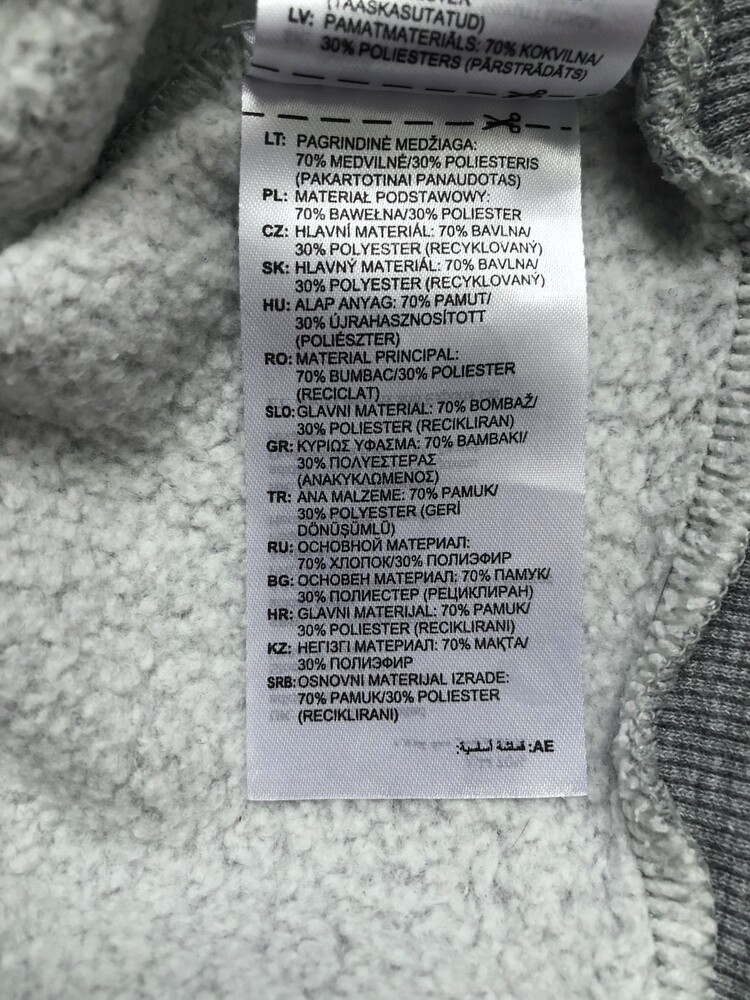 (TAASKASUTATUD)
LV: PAMATMATERIĀLS: 70% KOKVILNA/
30% POLIESTERS (PĀRSTRĀDĀTS)
LT: PAGRINDINĖ MEDŽIAGA:
70% MEDVILNĖ/30% POLIESTERIS
(PAKARTOTINAI PANAUDOTAS)
PL: MATERIAŁ PODSTAWOWY:
70% BAWEŁNA/30% POLIESTER
CZ: HLAVNÍ MATERIÁL: 70% BAVLNA/
30% POLYESTER (RECYKLOVANÝ)
SK: HLAVNÝ MATERIÁL: 70% BAVLNA/
30% POLYESTER (RECYKLOVANÝ)
HU: ALAP ANYAG: 70% PAMUT/
30% ÚJRAHASZNOSÍTOTT
(POLIÉSZTER)
RO: MATERIAL PRINCIPAL:
70% BUMBAC/30% POLIESTER
(RECICLAT)
SLO: GLAVNI MATERIAL: 70% BOMBAŽ/
30% POLIESTER (RECIKLIRAN)
GR: ΚΥΡΙΩΣ ΥΦΑΣΜΑ: 70% ΒΑΜΒΑΚΙ/
30% ΠΟΛΥΕΣΤΕΡΑΣ
(ΑΝΑΚΥΚΛΩΜΕΝΟΣ)
TR: ANA MALZEME: 70% PAMUK/
30% POLYESTER (GERİ
DÖNÜŞÜMLÜ)
RU: ОСНОВНОЙ МАТЕРИАЛ:
70% ХЛОПОК/30% ПОЛИЭФИР
BG: ОСНОВЕН МАТЕРИАЛ: 70% ПАМУК/
30% ПОЛИЕСТЕР (РЕЦИКЛИРАН)
HR: GLAVNI MATERIJAL: 70% PAMUK/
30% POLIESTER (RECIKLIRANI)
KZ: НЕГІЗГІ МАТЕРИАЛ: 70% МАҚТА/
30% ПОЛИЭФИР
SRB: OSNOVNI MATERIJAL IZRADE:
70% PAMUK/30% POLIESTER
(RECIKLIRANI)
AE: قماشة أساسية: